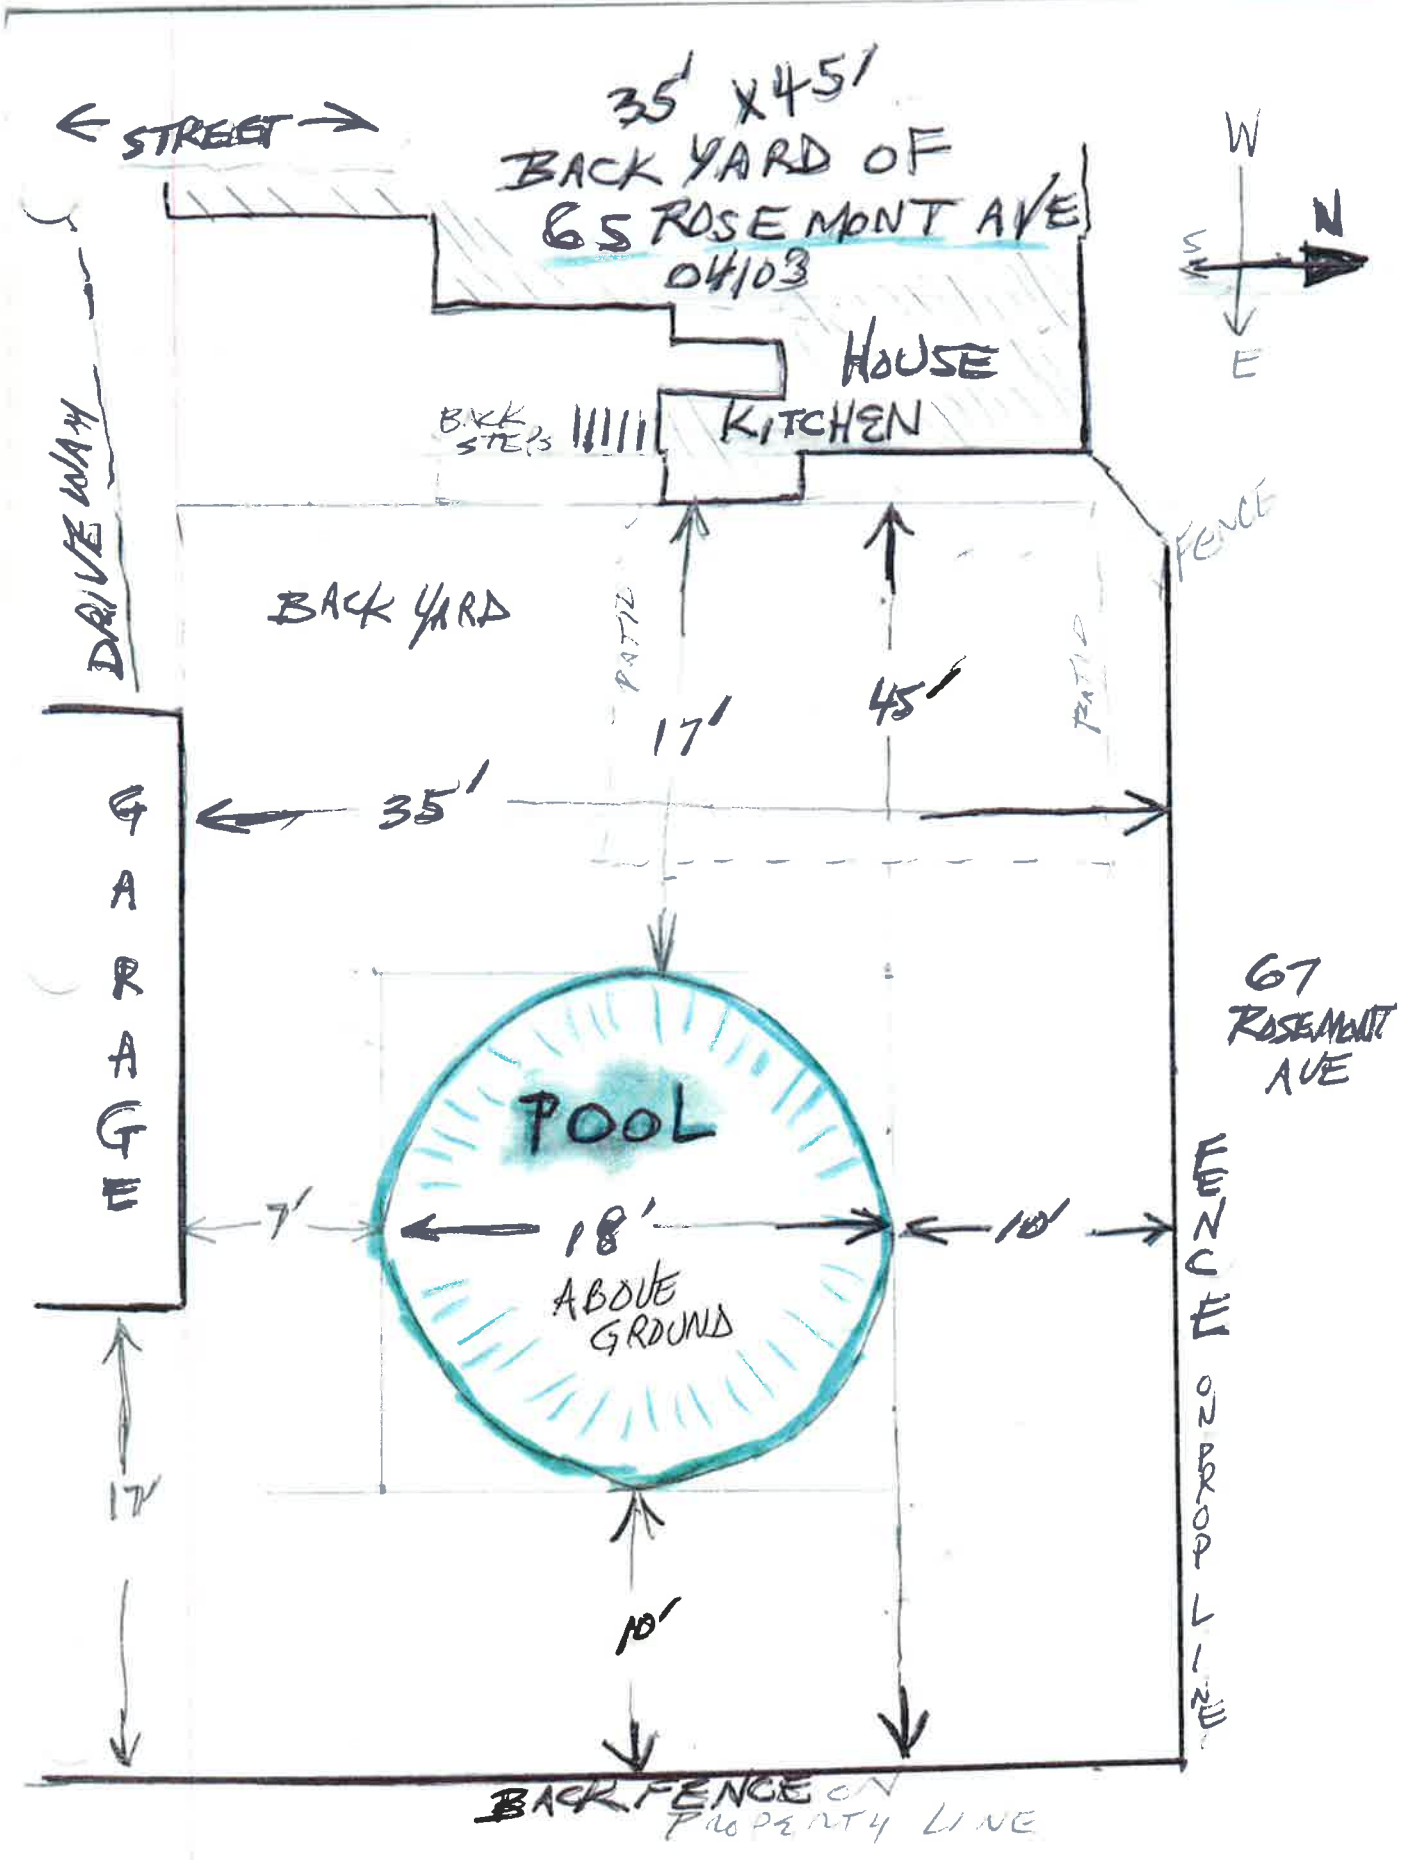 35' X 45'
BACK YARD OF
65 ROSEMONT AVE
04103
← STREET →
W
N
S
E
HOUSE
KITCHEN
BACK
STEPS
DRIVEWAY
FENCE
BACK YARD
PATIO
PATIO
17'
45'
35'
GARAGE
67
ROSEMONT
AVE
POOL
7'
18'
10'
ABOVE
GROUND
FENCE ON PROP LINE
17'
10'
BACK FENCE ON
PROPERTY LINE